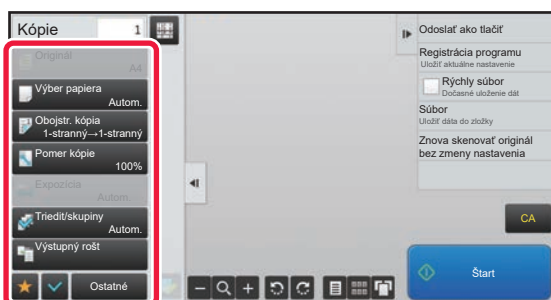 Kópie 1
Originál
A4
Výber papiera
Autom.
Obojstr. kópia
1-stranný→1-stranný
Pomer kópie
100%
Expozícia
Autom.
Triediť/skupiny
Autom.
Výstupný rošt
Ostatné
Odoslať ako tlačiť
Registrácia programu
Uložiť aktuálne nastavenie
Rýchly súbor
Dočasné uloženie dát
Súbor
Uložiť dáta do zložky
Znova skenovať originál
bez zmeny nastavenia
CA
Štart